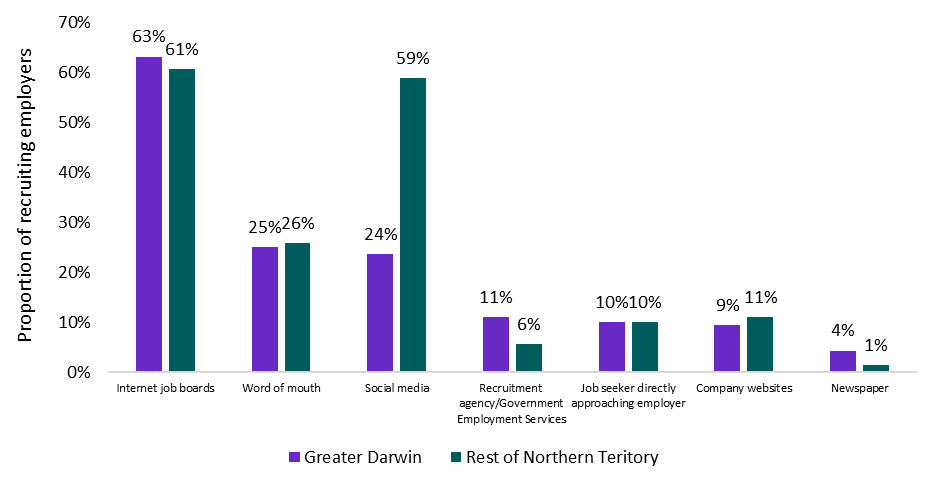 Proportion of recruiting employers
70%
60%
50%
40%
30%
20%
10%
0%
63%
61%
25%
26%
24%
59%
11%
6%
10%
10%
9%
11%
4%
1%
Internet job boards
Word of mouth
Social media
Recruitment
agency/Government
Employment Services
Job seeker directly
approaching employer
Company websites
Newspaper
Greater Darwin
Rest of Northern Teritory